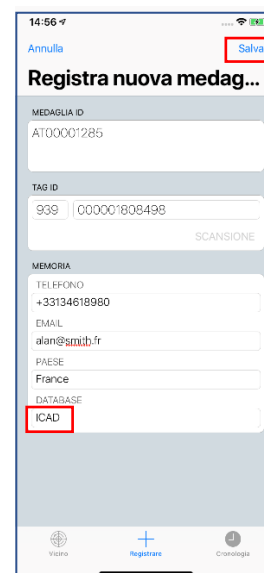 14:56
Annulla
Salva
Registra nuova medag...
MEDAGLIA ID
AT00001285
TAG ID
939 000001808498
SCANSIONE
MEMORIA
TELEFONO
+33134618980
EMAIL
alan@smith.fr
PAESE
France
DATABASE
ICAD
Vicino
Registrare
Cronologia